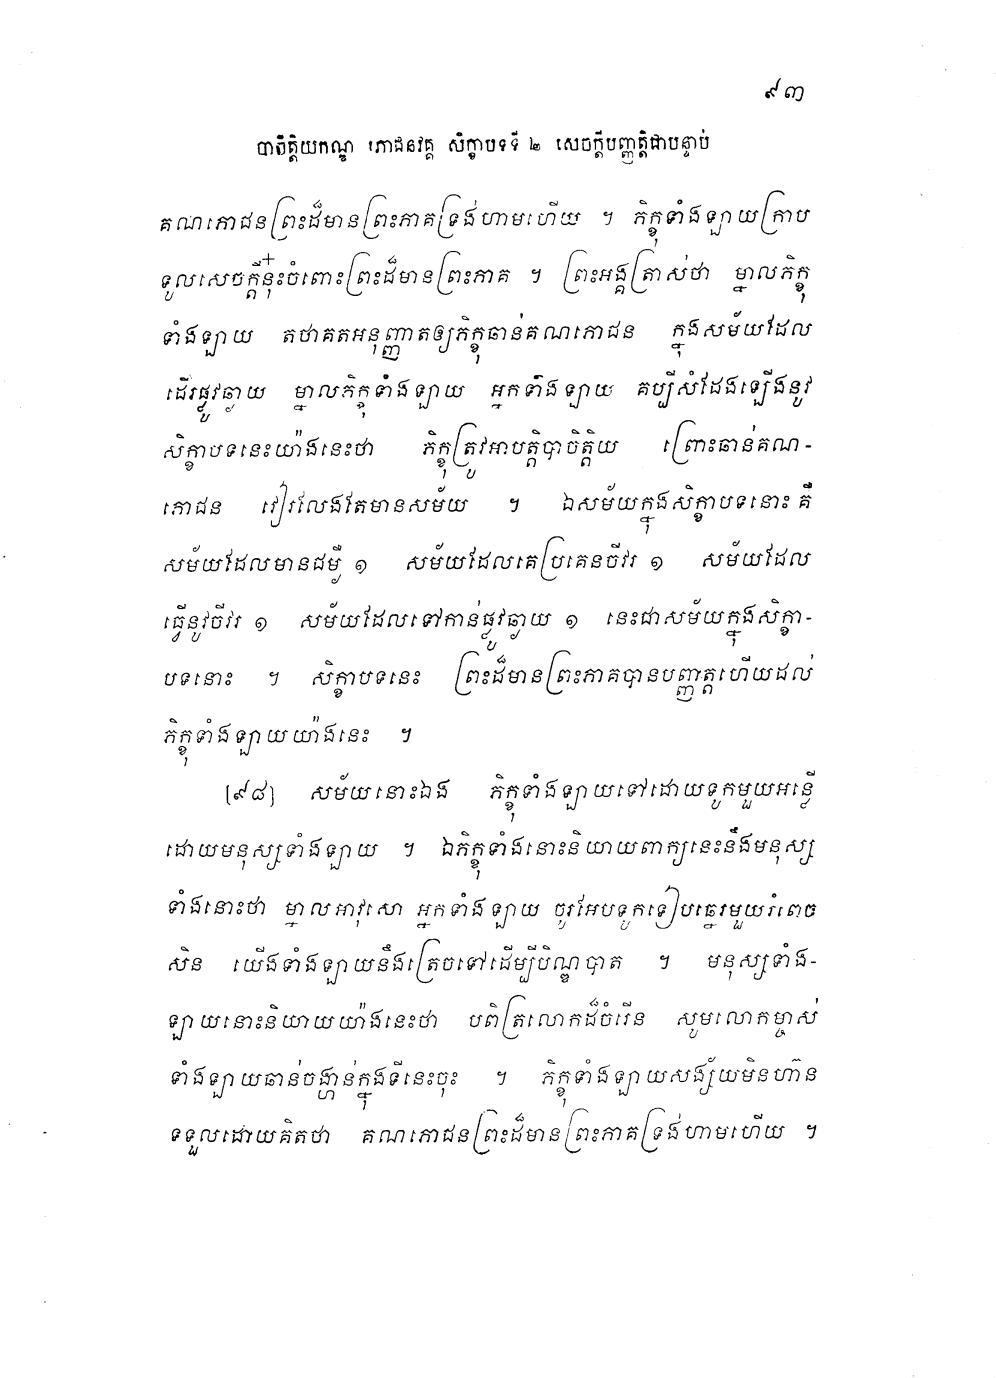 ៩៣
បាចិត្តិយកណ្ឌ ភោជនវគ្គ សិក្ខាបទទី ២ សេចក្តីបញ្ញត្តិជាបន្ទាប់
គណភោជនព្រះដ៏មានព្រះភាគទ្រង់ហាមហើយ ។ ភិក្ខុទាំងឡាយក្រាប
ទូលសេចក្តីនុ៎ះចំពោះព្រះដ៏មានព្រះភាគ ។ ព្រះអង្គត្រាស់ថា ម្នាលភិក្ខុ
ទាំងឡាយ តថាគតអនុញ្ញាតឲ្យភិក្ខុឆាន់គណភោជន ក្នុងសម័យដែល
ដើរផ្លូវឆ្ងាយ ម្នាលភិក្ខុទាំងឡាយ អ្នកទាំងឡាយ គប្បីសំដែងឡើងនូវ
សិក្ខាបទនេះយ៉ាងនេះថា ភិក្ខុត្រូវអាបត្តិបាចិត្តិយ ព្រោះឆាន់គណ-
ភោជន វៀរលែងតែមានសម័យ ។ ឯសម័យក្នុងសិក្ខាបទនោះ គឺ
សម័យដែលមានជម្ងឺ ១ សម័យដែលគេប្រគេនចីវរ ១ សម័យដែល
ធ្វើនូវចីវរ ១ សម័យដែលទៅកាន់ផ្លូវឆ្ងាយ ១ នេះជាសម័យក្នុងសិក្ខា-
បទនោះ ។ សិក្ខាបទនេះ ព្រះដ៏មានព្រះភាគបានបញ្ញត្តហើយដល់
ភិក្ខុទាំងឡាយយ៉ាងនេះ ។
[៩៨] សម័យនោះឯង ភិក្ខុទាំងឡាយទៅដោយទូកមួយអន្លើ
ដោយមនុស្សទាំងឡាយ ។ ឯភិក្ខុទាំងនោះនិយាយពាក្យនេះនឹងមនុស្ស
ទាំងនោះថា ម្នាលអាវុសោ អ្នកទាំងឡាយ ចូរអែបទូកទៀបឆ្នេរមួយរំពេច
សិន យើងទាំងឡាយនឹងត្រេចទៅដើម្បីបិណ្ឌបាត ។ មនុស្សទាំង-
ឡាយនោះនិយាយយ៉ាងនេះថា បពិត្រលោកដ៏ចំរើន សូមលោកម្ចាស់
ទាំងឡាយឆាន់ចង្ហាន់ក្នុងទីនេះចុះ ។ ភិក្ខុទាំងឡាយសង្ស័យមិនហ៊ាន
ទទួលដោយគិតថា គណភោជនព្រះដ៏មានព្រះភាគទ្រង់ហាមហើយ ។